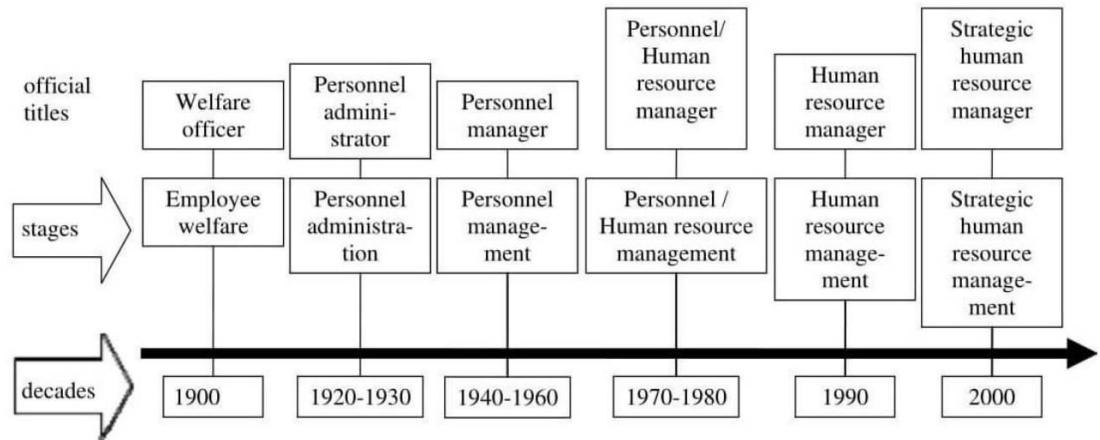 official
titles
Welfare
officer
Personnel
admini-
strator
Personnel
manager
Personnel/
Human
resource
manager
Human
resource
manager
Strategic
human
resource
manager
stages
Employee
welfare
Personnel
administra-
tion
Personnel
manage-
ment
Personnel /
Human resource
management
Human
resource
manage-
ment
Strategic
human
resource
manage-
ment
decades
1900
1920-1930
1940-1960
1970-1980
1990
2000